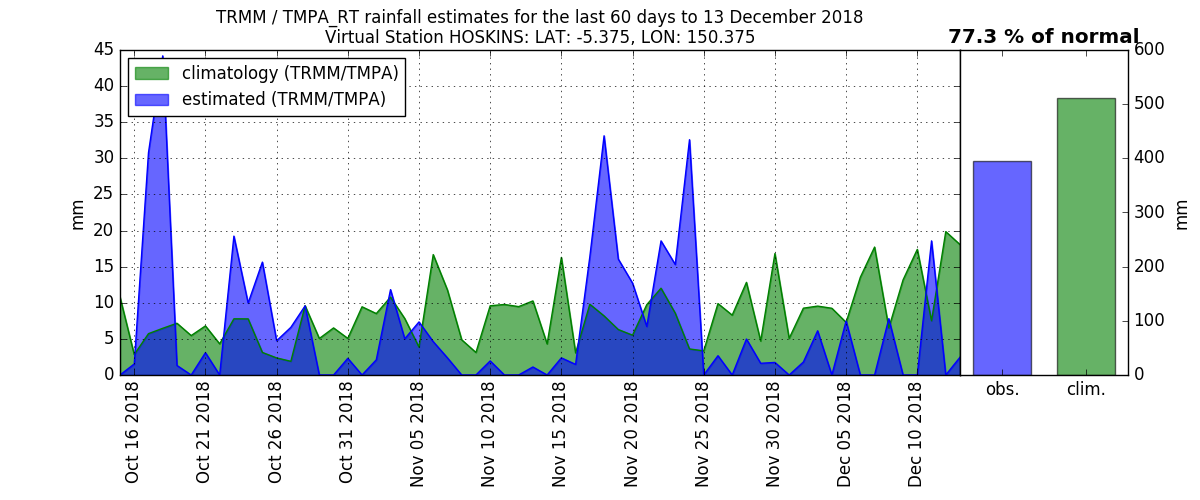 TRMM / TMPA_RT rainfall estimates for the last 60 days to 13 December 2018
Virtual Station HOSKINS: LAT: -5.375, LON: 150.375
77.3 % of normal
climatology (TRMM/TMPA)
estimated (TRMM/TMPA)
45
40
35
30
25
20
15
10
5
0
mm
Oct 16 2018
Oct 21 2018
Oct 26 2018
Oct 31 2018
Nov 05 2018
Nov 10 2018
Nov 15 2018
Nov 20 2018
Nov 25 2018
Nov 30 2018
Dec 05 2018
Dec 10 2018
600
500
400
300
200
100
0
mm
obs.
clim.